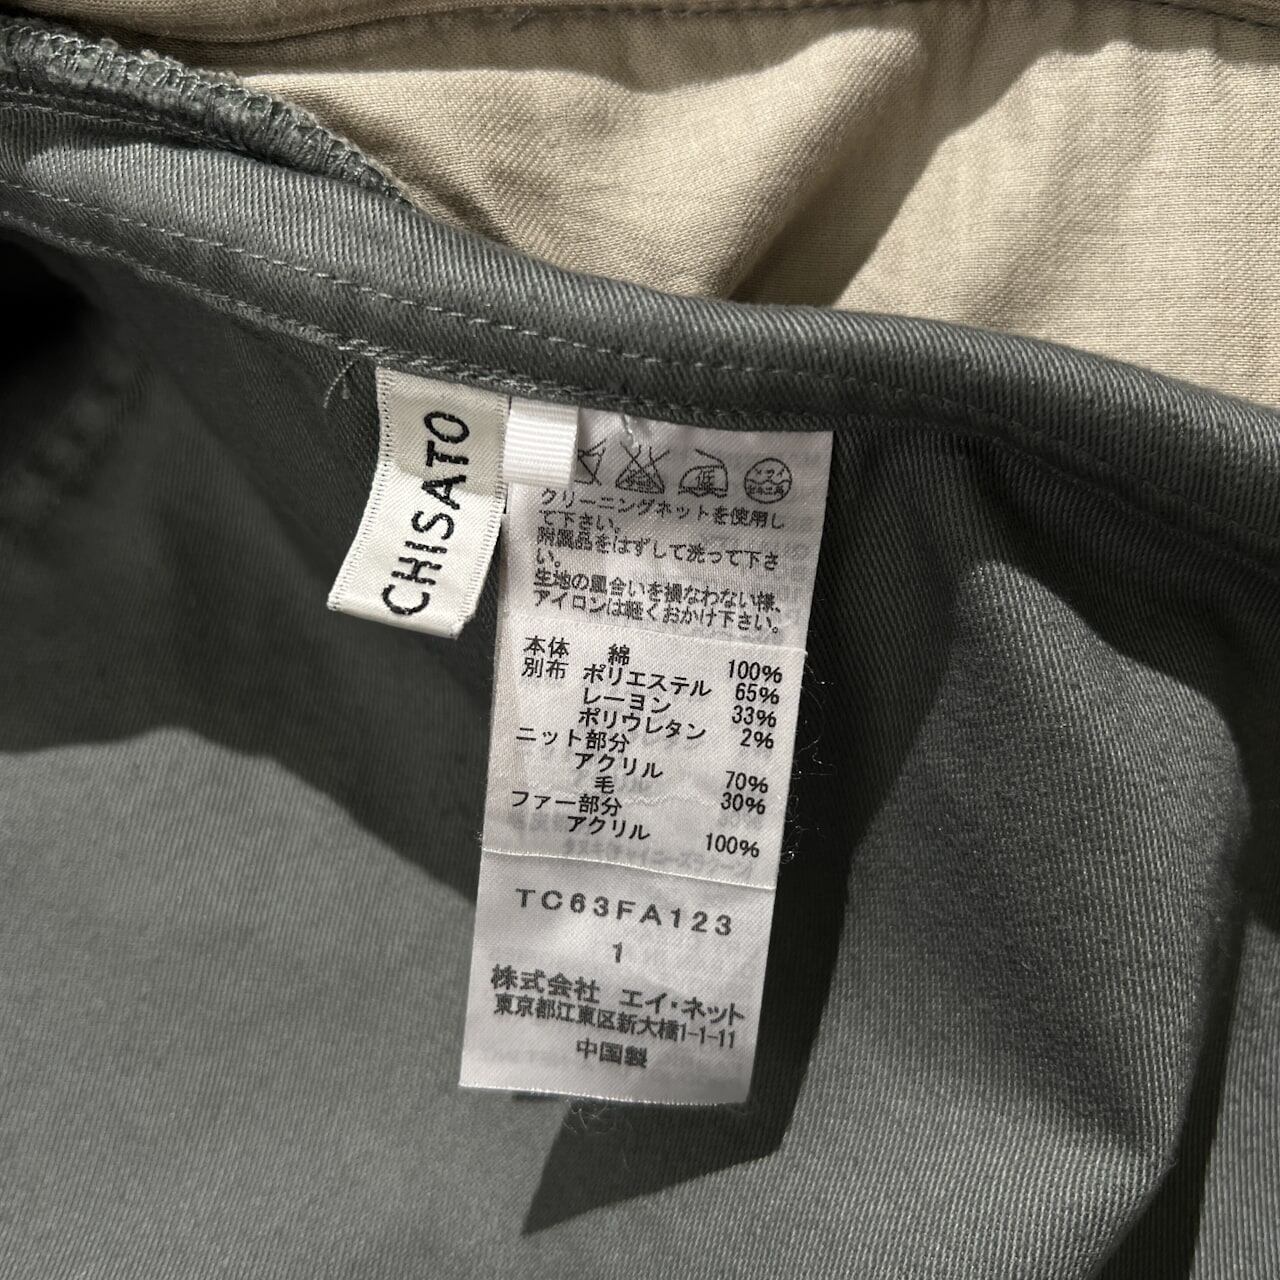 CHISATO
クリーニングネットを使用し
て下さい。
附属品をはずして洗って下さ
い。
生地の風合いを損なわない様、
アイロンは軽くおかけ下さい。
本体 綿 100%
別布 ポリエステル 65%
レーヨン 33%
ポリウレタン 2%
ニット部分
アクリル 70%
毛 30%
ファー部分
アクリル 100%
TC63FA123
1
株式会社 エイ・ネット
東京都江東区新大橋1-1-11
中国製